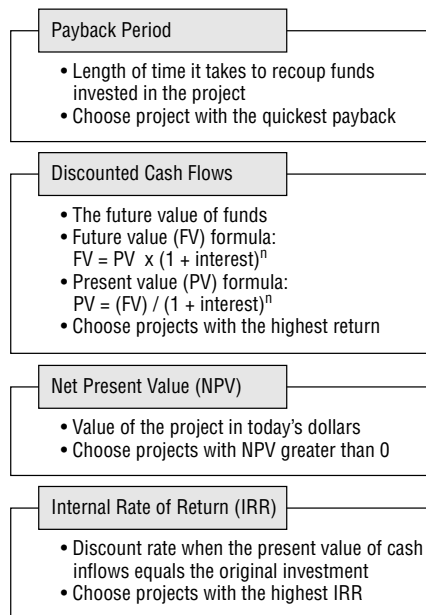 Payback Period
• Length of time it takes to recoup funds
invested in the project
• Choose project with the quickest payback
Discounted Cash Flows
• The future value of funds
• Future value (FV) formula:
FV = PV x (1 + interest)ⁿ
• Present value (PV) formula:
PV = (FV) / (1 + interest)ⁿ
• Choose projects with the highest return
Net Present Value (NPV)
• Value of the project in today's dollars
• Choose projects with NPV greater than 0
Internal Rate of Return (IRR)
• Discount rate when the present value of cash
inflows equals the original investment
• Choose projects with the highest IRR